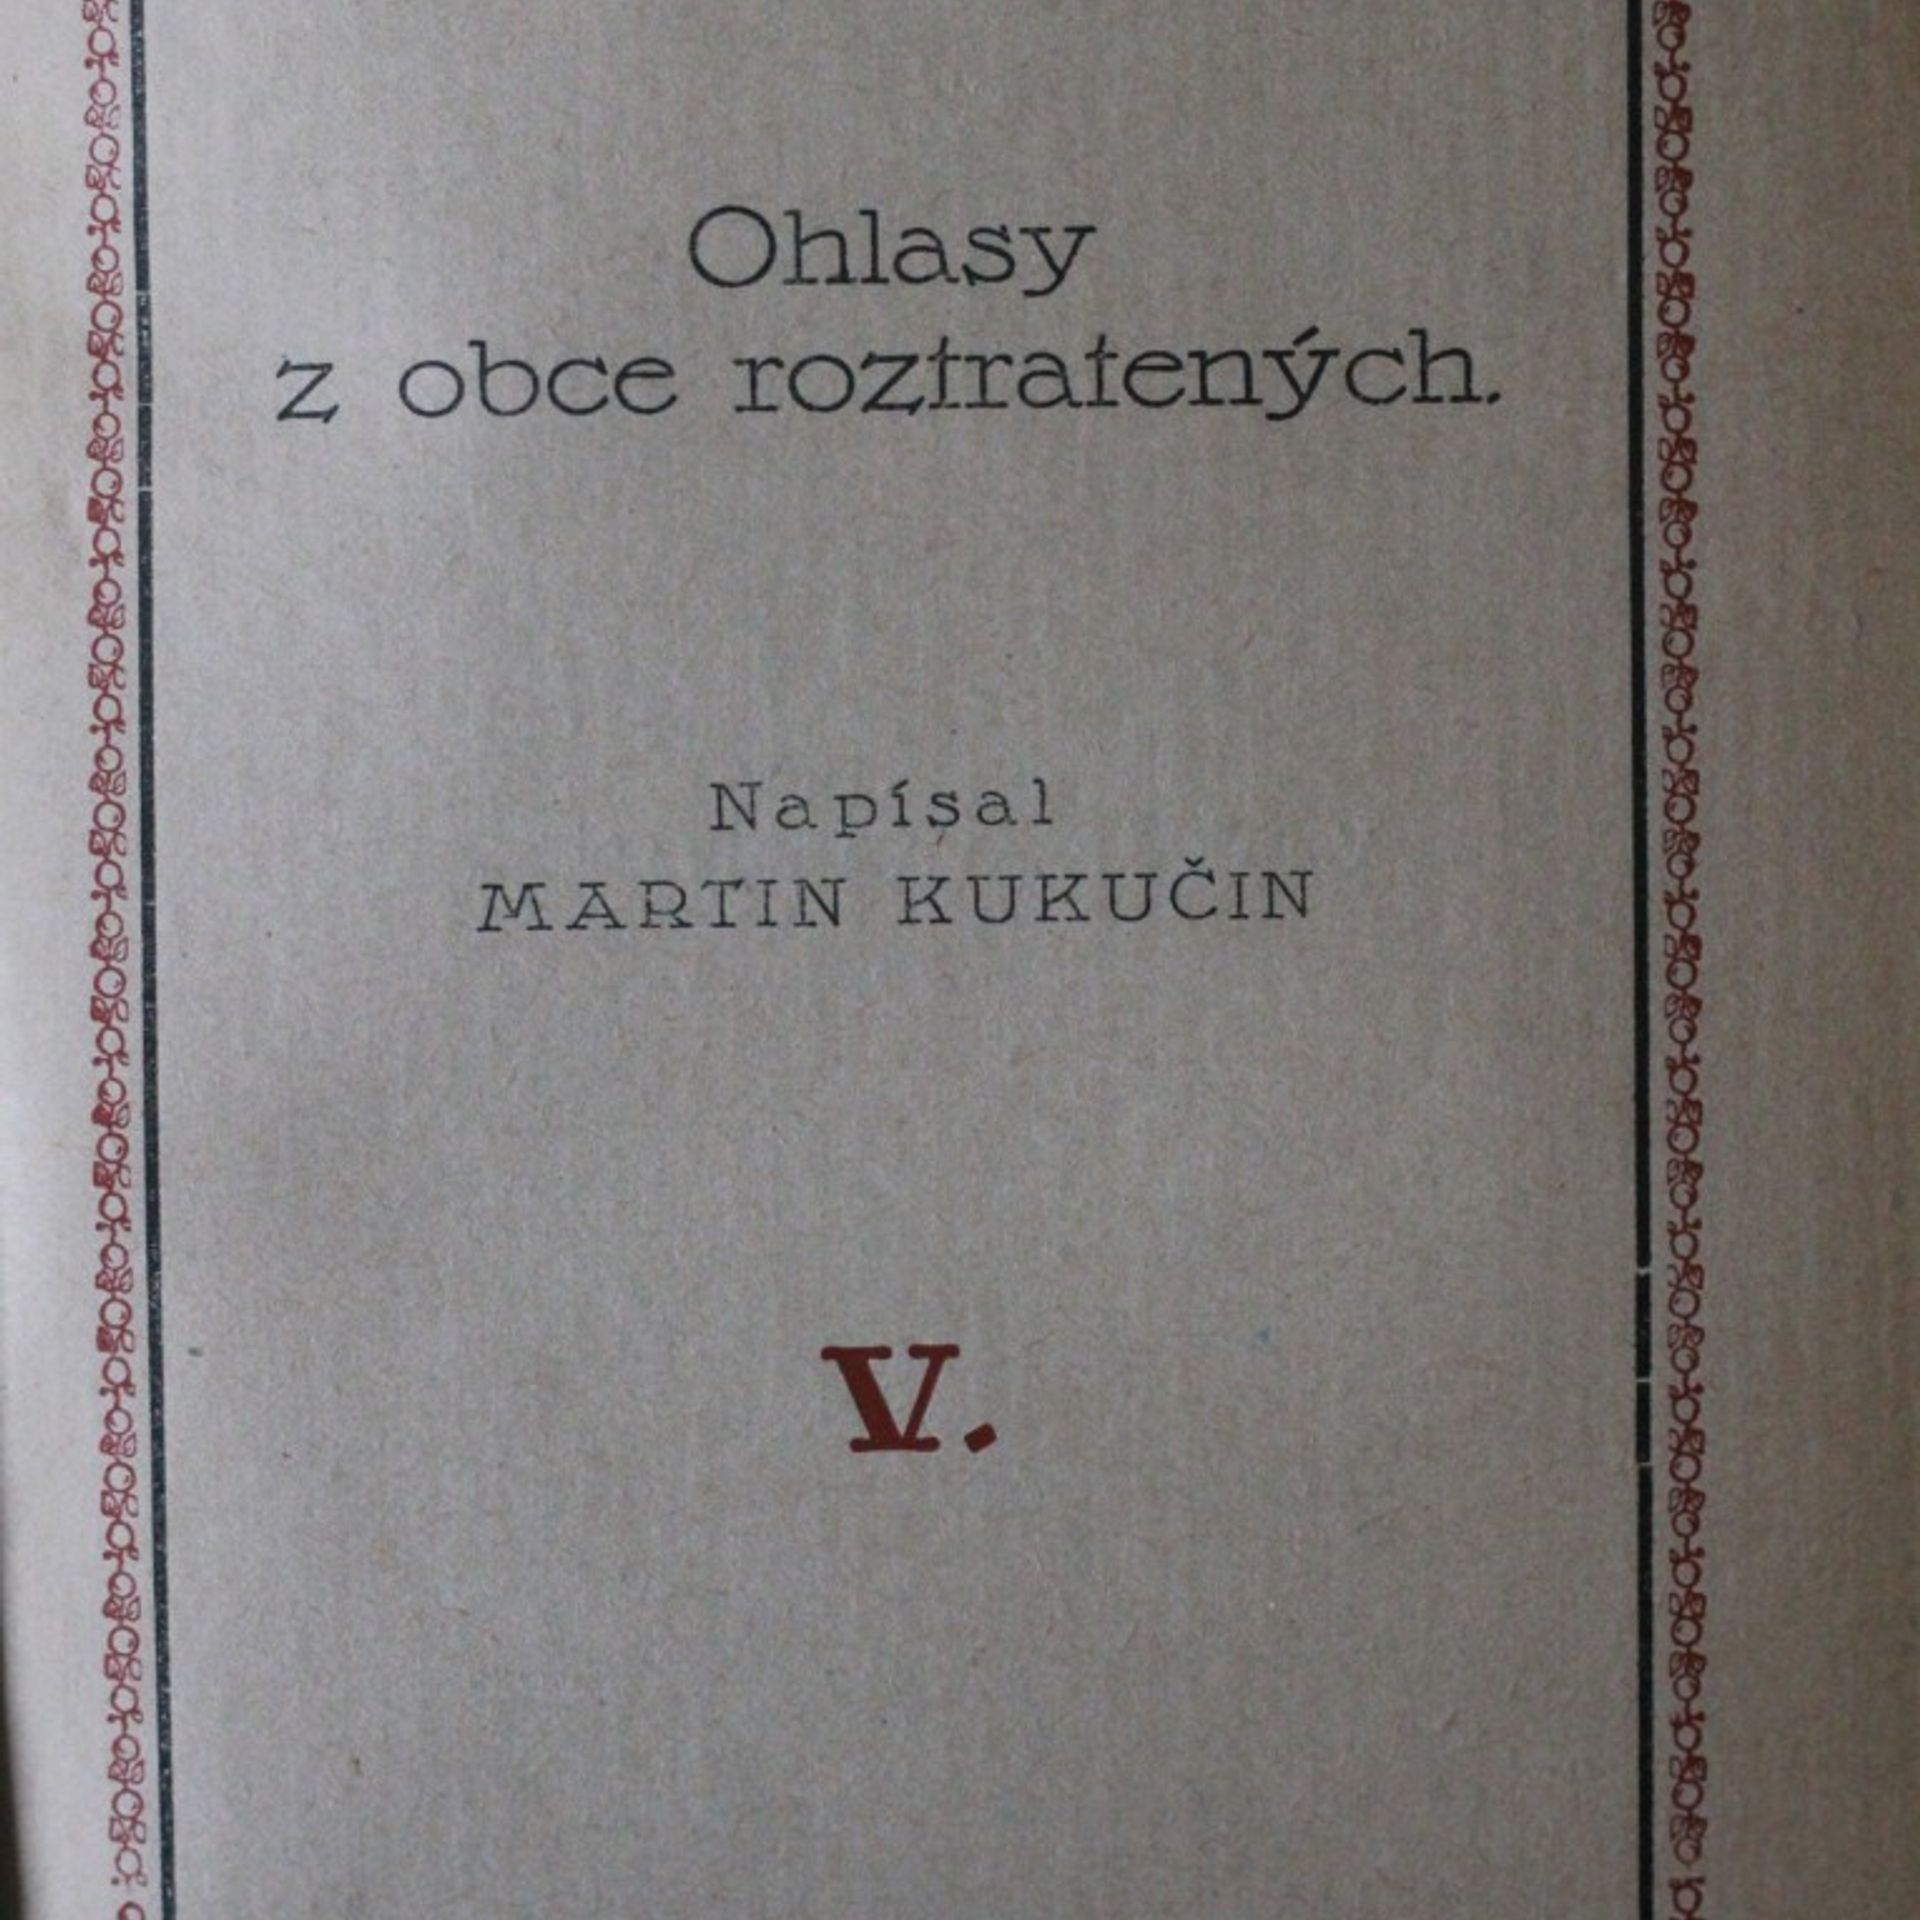 Ohlasy
z obce roztratených.
Napísal
MARTIN KUKUČIN
V.